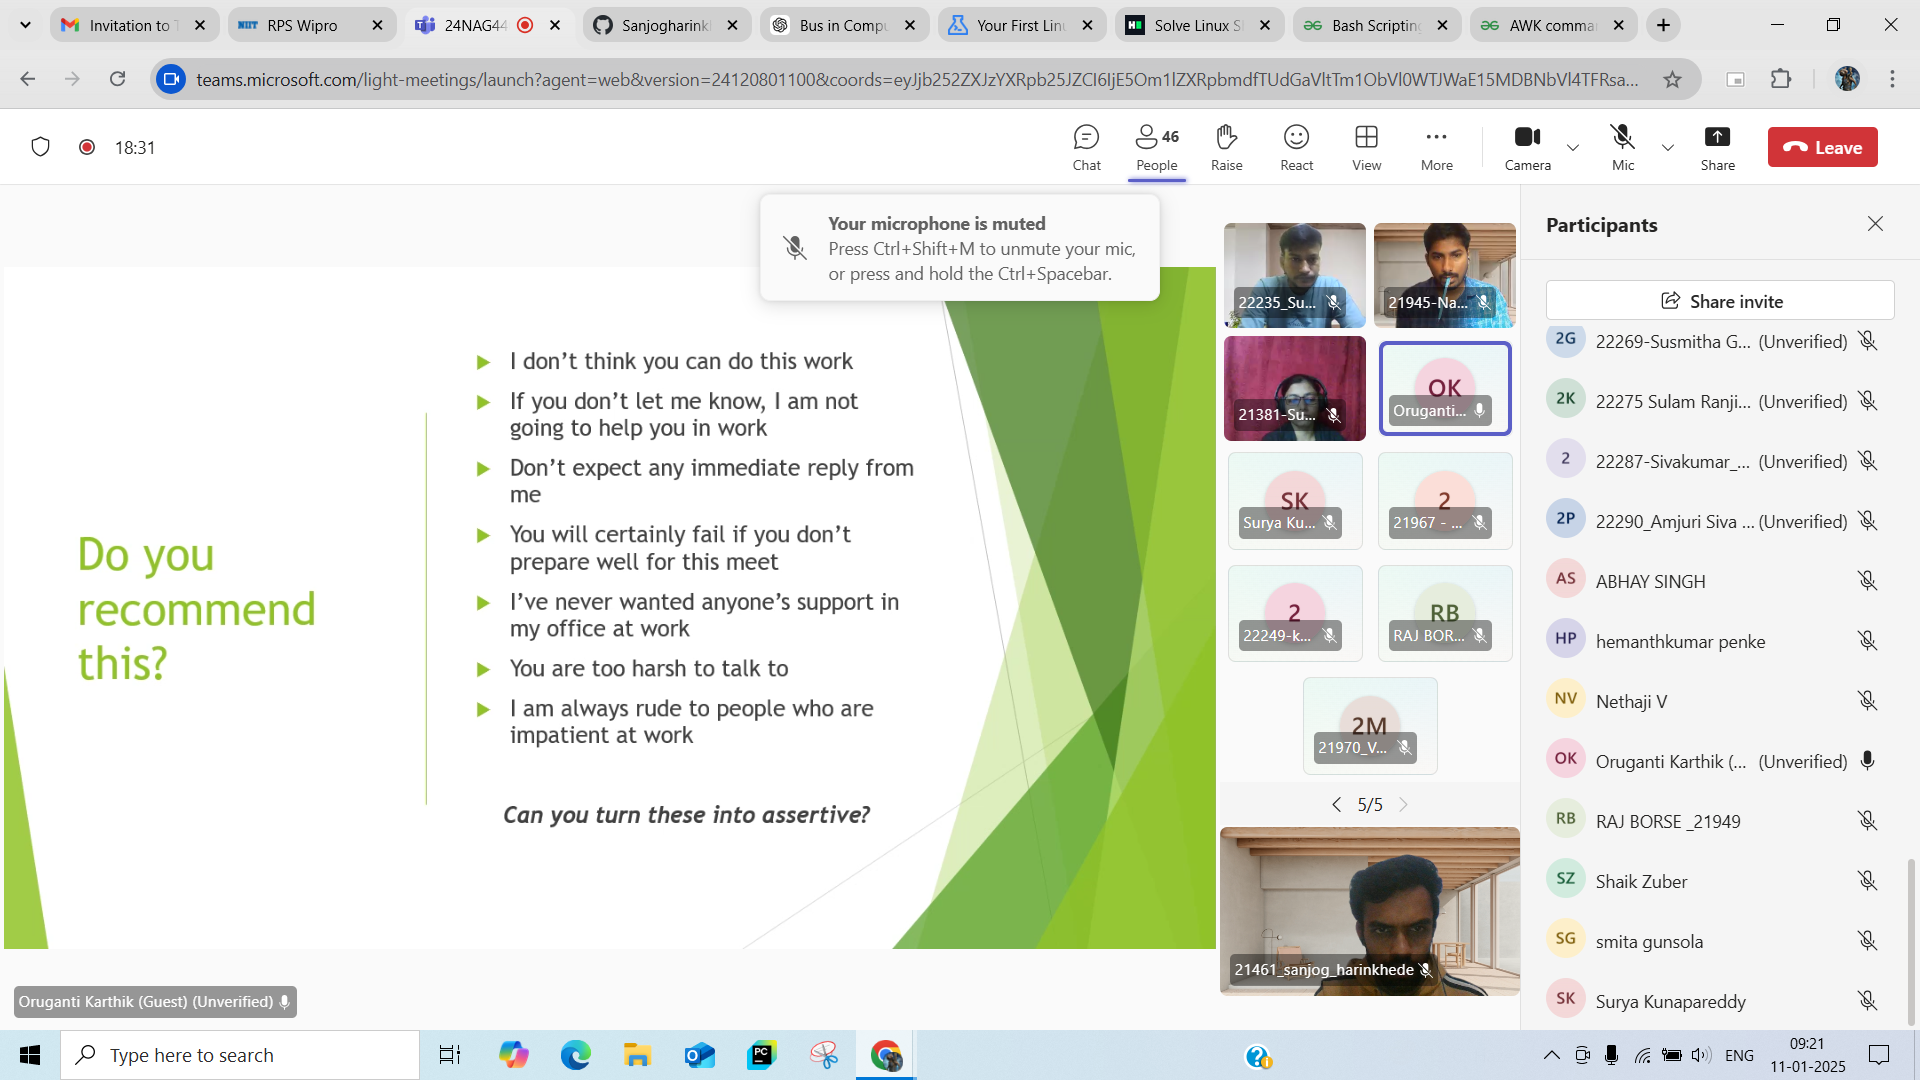 Invitation to T
NIIT RPS Wipro
24NAG44
Sanjogharinkh
Bus in Compu
Your First Linu
Solve Linux S
Bash Scripting
AWK comman
teams.microsoft.com/light-meetings/launch?agent=web&version=24120801100&coords=eyJjb252ZXJzYXRpb25JZCI6IjE5Om1lZXRpbmdfTUdGaVltTm1ObVl0WTJWaE15MDBNbVl4TFRsa...
18:31
Chat
46
People
Raise
React
View
More
Camera
Mic
Share
Leave
Your microphone is muted
Press Ctrl+Shift+M to unmute your mic,
or press and hold the Ctrl+Spacebar.
Do you
recommend
this?
I don’t think you can do this work
If you don’t let me know, I am not
going to help you in work
Don’t expect any immediate reply from
me
You will certainly fail if you don’t
prepare well for this meet
I’ve never wanted anyone’s support in
my office at work
You are too harsh to talk to
I am always rude to people who are
impatient at work
Can you turn these into assertive?
Oruganti Karthik (Guest) (Unverified)
22235_Su...
21945-Na...
21381-Su...
OK
Oruganti...
SK
Surya Ku...
2
21967 - ...
2
22249-k...
RB
RAJ BOR...
2M
21970_V...
5/5
21461_sanjog_harinkhede
Participants
Share invite
2G 22269-Susmitha G... (Unverified)
2K 22275 Sulam Ranji... (Unverified)
2 22287-Sivakumar_... (Unverified)
2P 22290_Amjuri Siva ... (Unverified)
AS ABHAY SINGH
HP hemanthkumar penke
NV Nethaji V
OK Oruganti Karthik (... (Unverified)
RB RAJ BORSE _21949
SZ Shaik Zuber
SG smita gunsola
SK Surya Kunapareddy
Type here to search
PC
ENG
09:21
11-01-2025